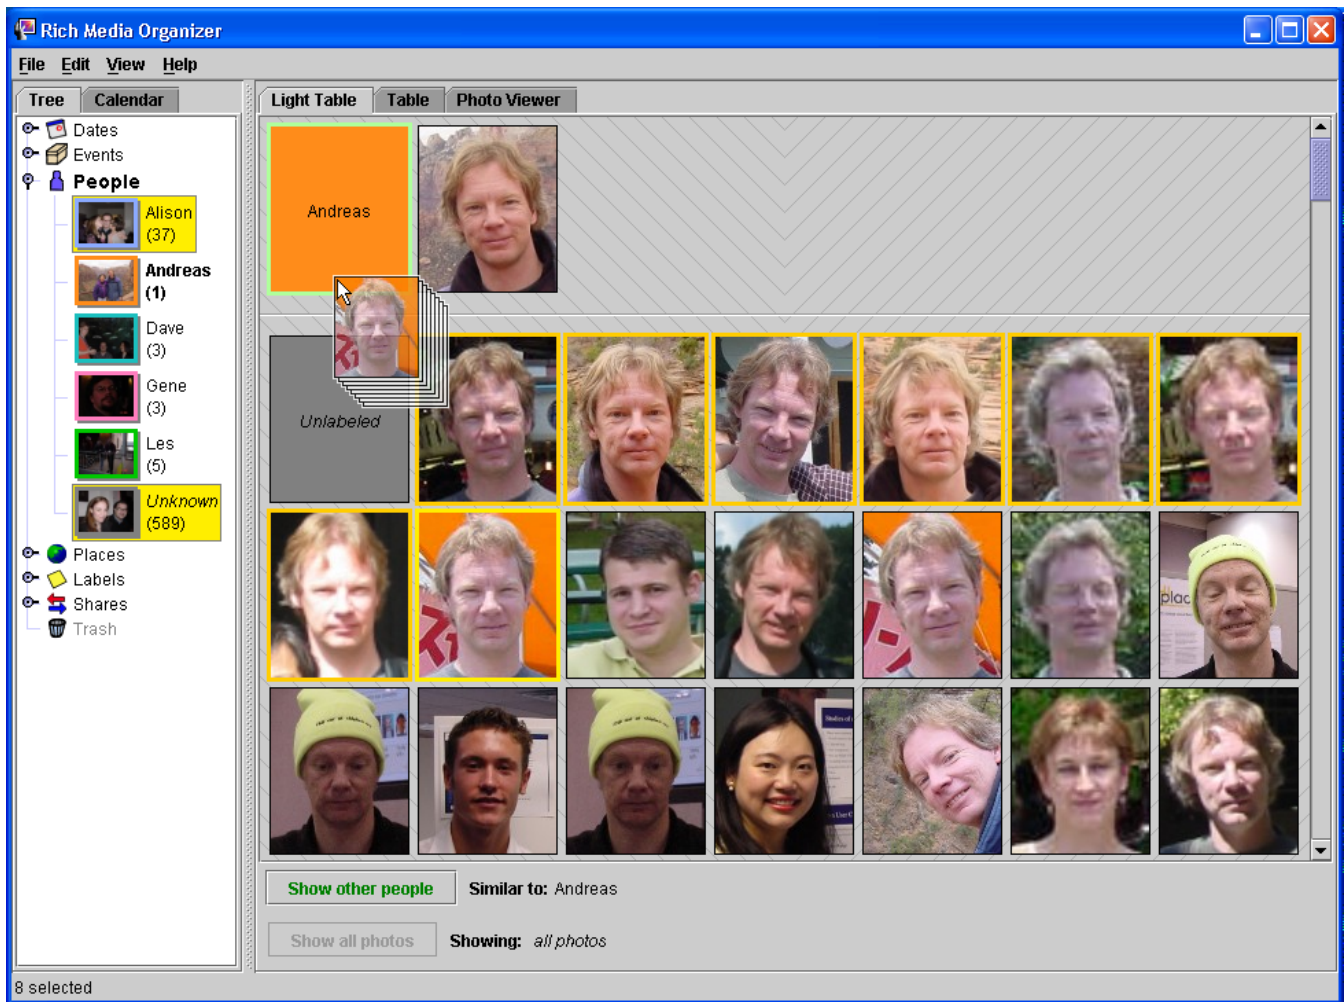 Rich Media Organizer
File Edit View Help
Tree Calendar
Light Table Table Photo Viewer
Dates
Events
People
Alison
(37)
Andreas
(1)
Dave
(3)
Gene
(3)
Les
(5)
Unknown
(589)
Places
Labels
Shares
Trash
Andreas
Unlabeled
Show other people Similar to: Andreas
Show all photos Showing: all photos
8 selected